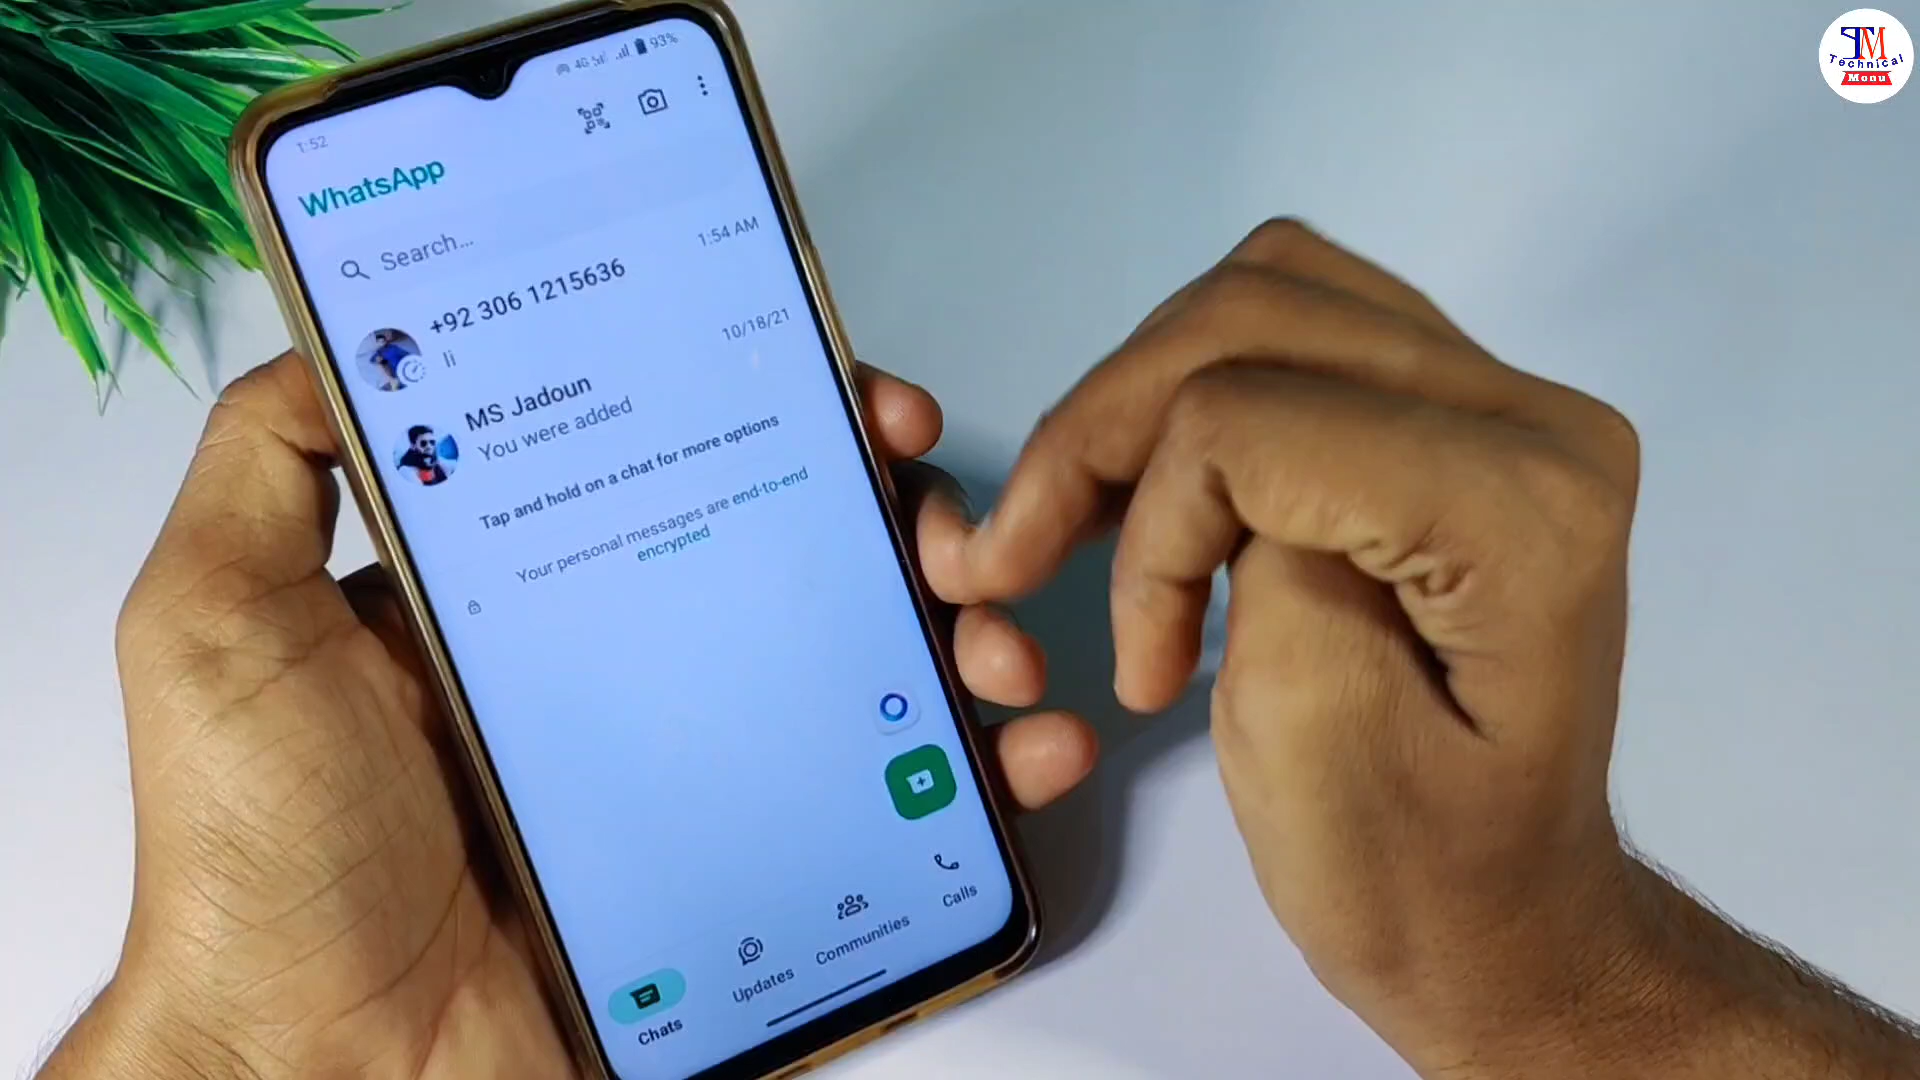 4G
93%
1:52
WhatsApp
Search...
+92 306 1215636
1:54 AM
li
MS Jadoun
10/18/21
You were added
Tap and hold on a chat for more options
Your personal messages are end-to-end
encrypted
Chats
Updates
Communities
Calls
TM
Technical
Monu